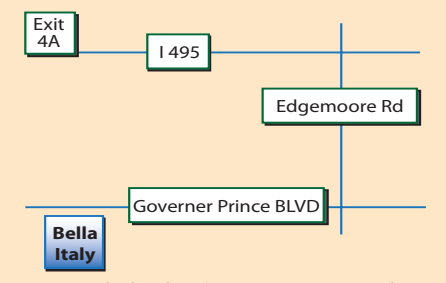 Exit
4A
I 495
Edgemoore Rd
Governer Prince BLVD
Bella
Italy